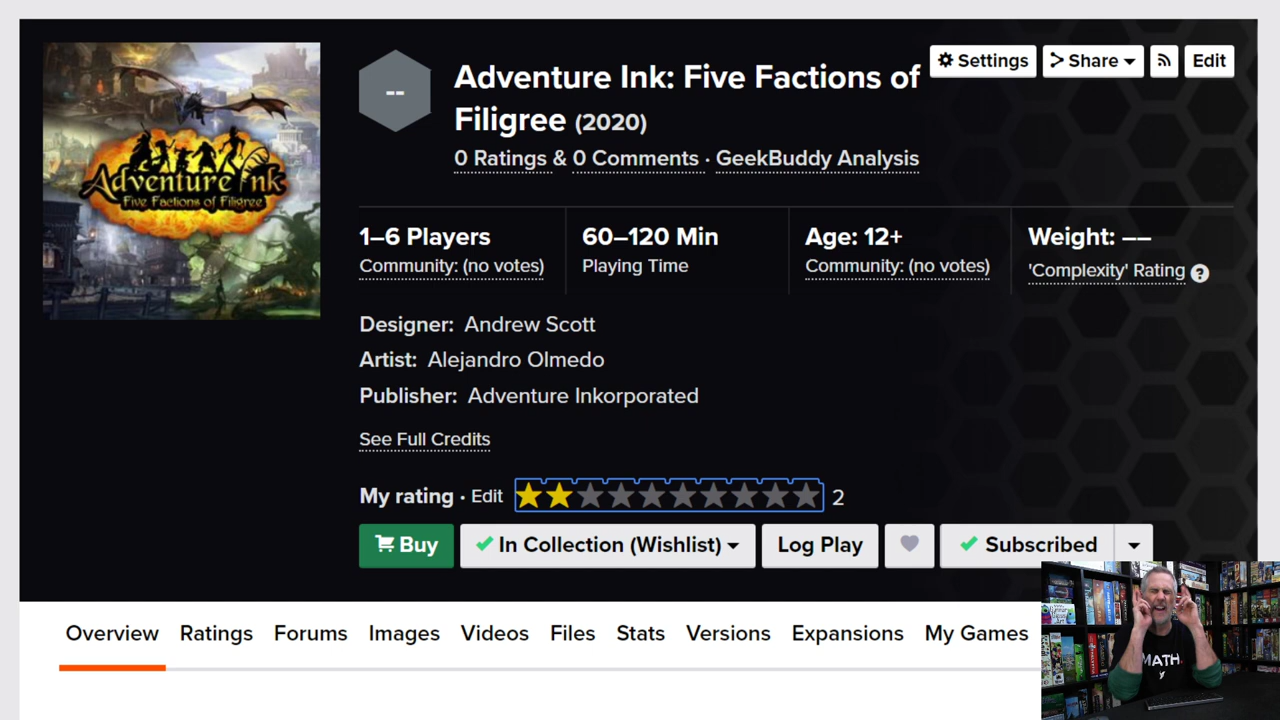 Adventure Ink
Five Factions of Filigree
--
Adventure Ink: Five Factions of
Filigree (2020)
0 Ratings & 0 Comments · GeekBuddy Analysis
Settings
Share
Edit
1–6 Players
Community: (no votes)
60–120 Min
Playing Time
Age: 12+
Community: (no votes)
Weight: ––
'Complexity' Rating ?
Designer: Andrew Scott
Artist: Alejandro Olmedo
Publisher: Adventure Inkorporated
See Full Credits
My rating · Edit
2
Buy
In Collection (Wishlist)
Log Play
Subscribed
Overview Ratings Forums Images Videos Files Stats Versions Expansions My Games
MATH